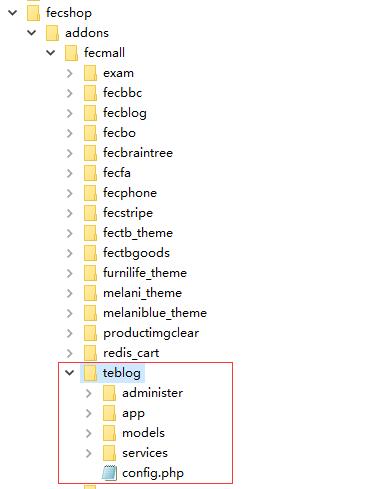 fecshop
addons
fecmall
exam
fecbbc
fecblog
fecbo
fecbraintree
fecfa
fecphone
fecstripe
fectb_theme
fectbgoods
furnilife_theme
melani_theme
melaniblue_theme
productimgclear
redis_cart
teblog
administer
app
models
services
config.php